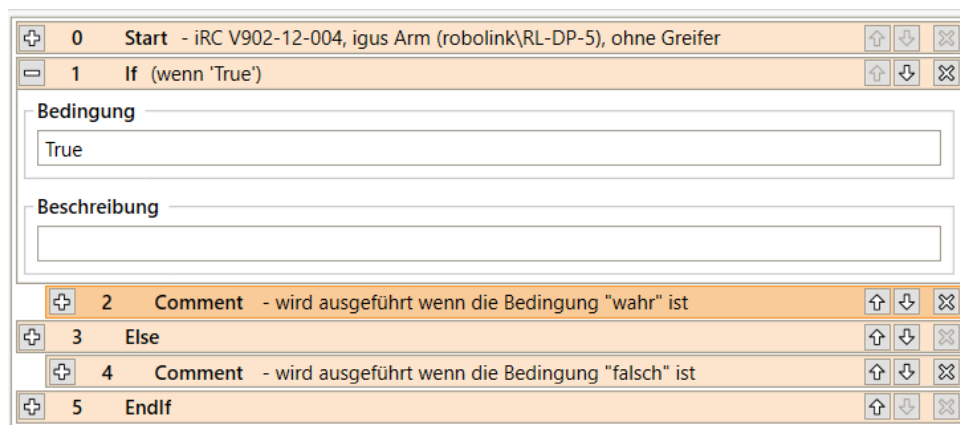 0 Start - iRC V902-12-004, igus Arm (robolink\RL-DP-5), ohne Greifer
1 If (wenn 'True')
Bedingung
True
Beschreibung
2 Comment - wird ausgeführt wenn die Bedingung "wahr" ist
3 Else
4 Comment - wird ausgeführt wenn die Bedingung "falsch" ist
5 EndIf